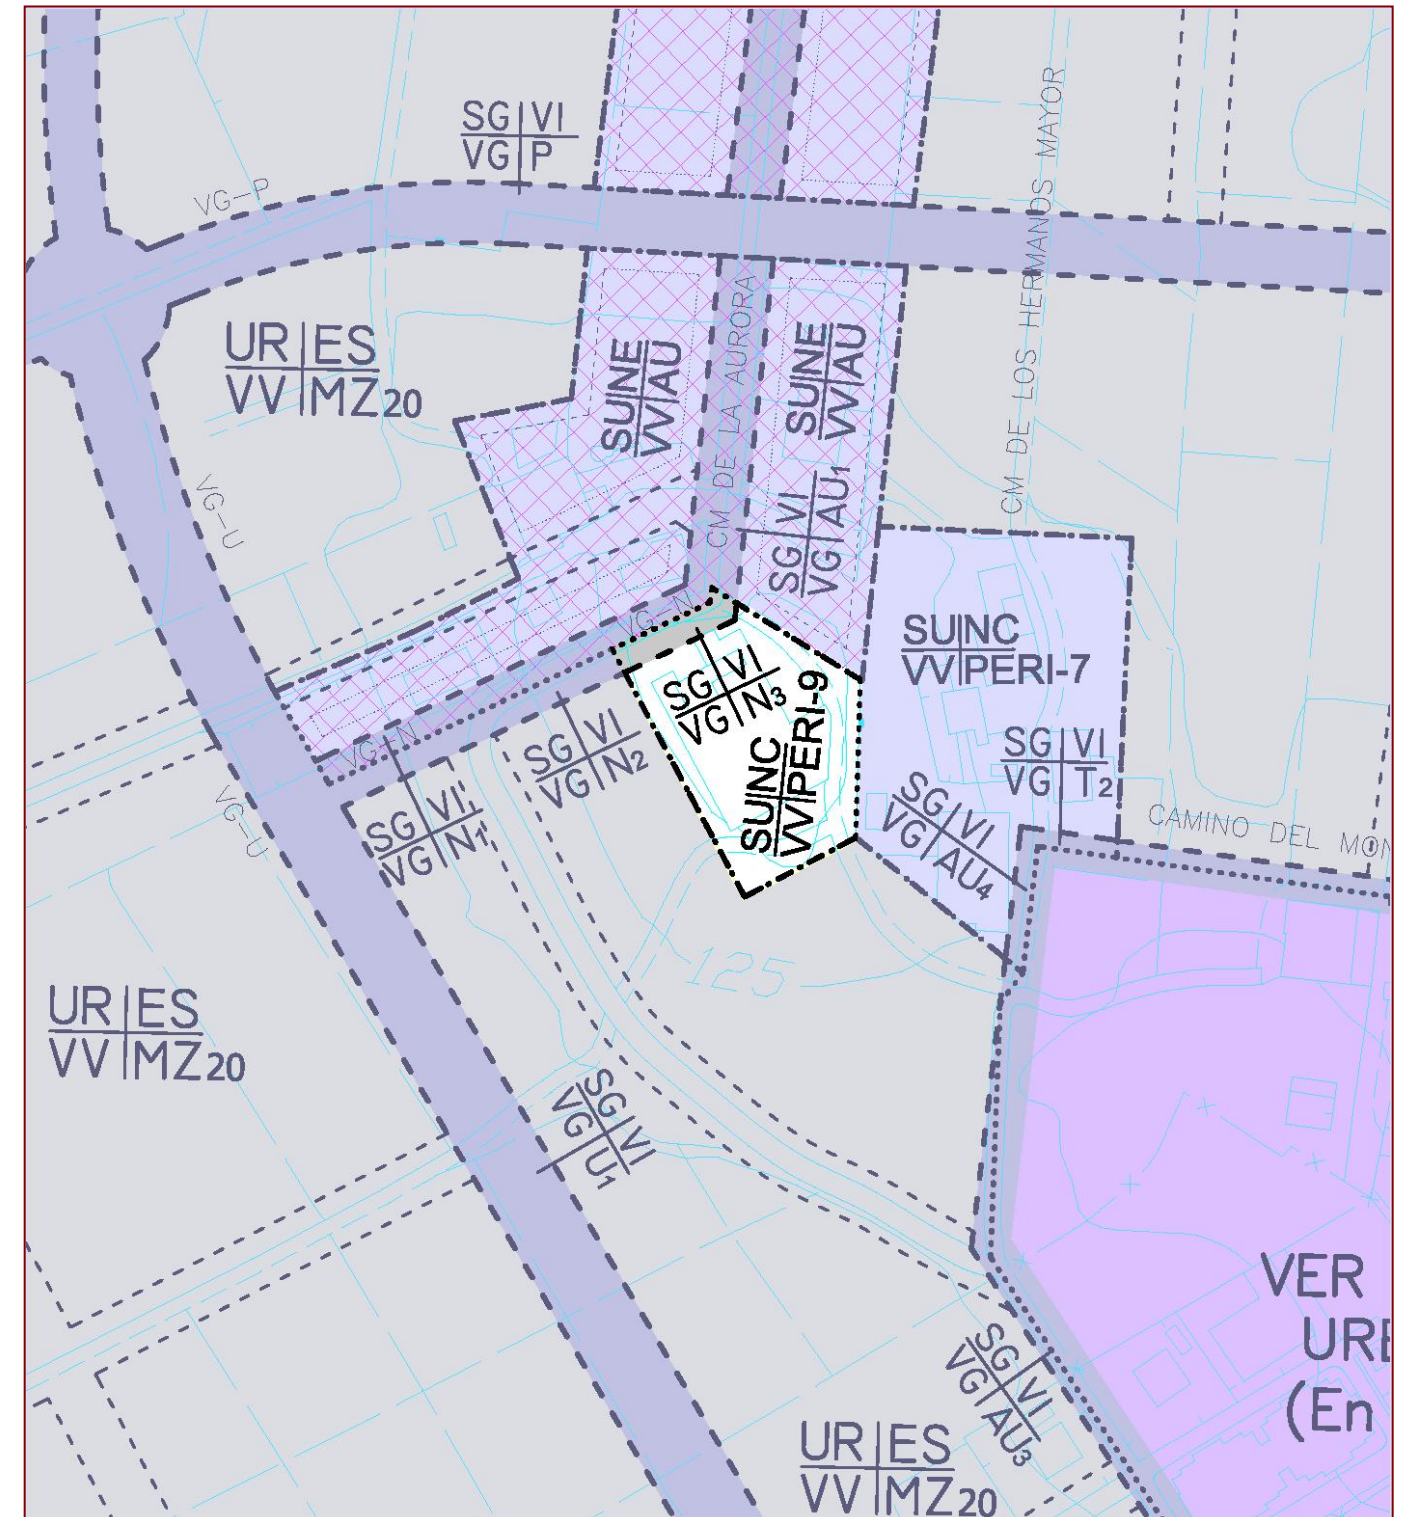 SG VI
VG P
VG-P
CM DE LOS HERMANOS MAYOR
UR ES
VV MZ20
SUNE
VV AU
CM DE LA AURORA
SUNE
VV AU
VG-U
SG VI
VG AU1
VG-N
SUNC
VV PERI-7
SG VI
VG N3
SUNC
VV PERI-9
SG VI
VG N2
VG-N
SG VI
VG T2
VG-U
SG VI
VG N1
SG VI
VG AU4
CAMINO DEL MON
125
UR ES
VV MZ20
SG VI
VG U1
VER
URB
(En
SG VI
VG AU3
UR ES
VV MZ20